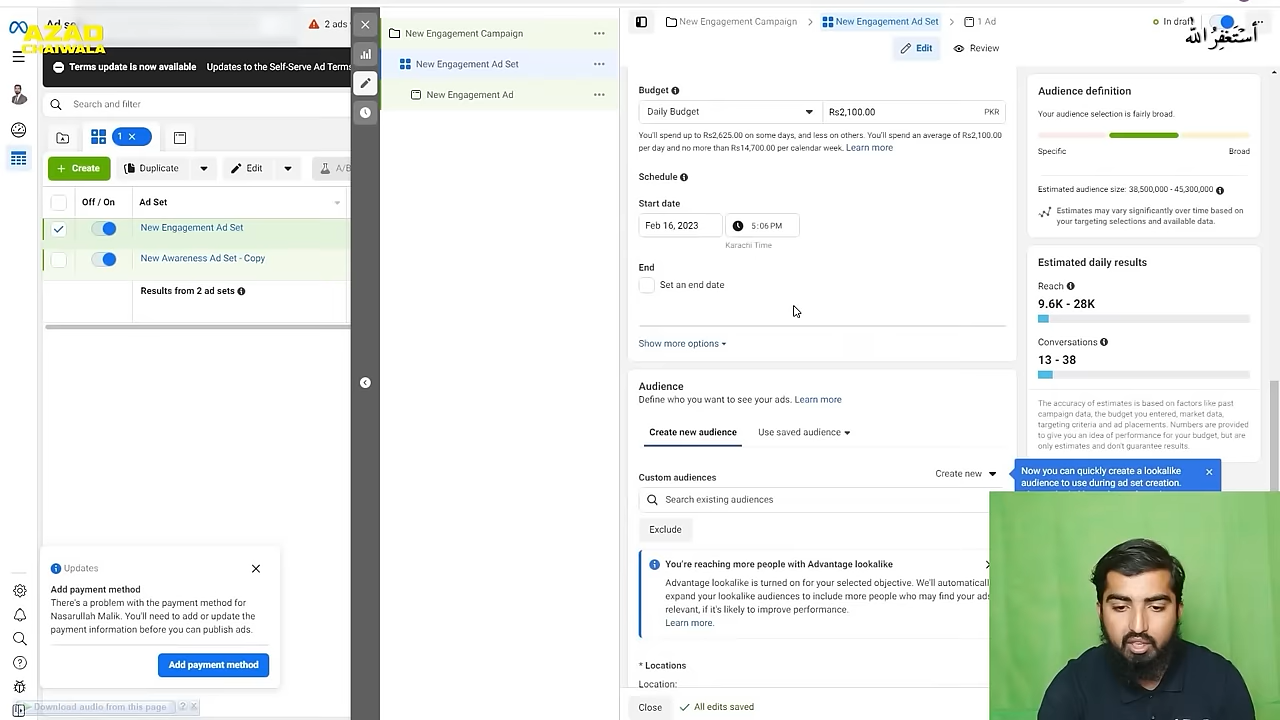 Ad se
2 ads
AZAD
CHAIWALA
Terms update is now available
Updates to the Self-Serve Ad Terms
Search and filter
1
Create
Duplicate
Edit
A/B
Off / On
Ad Set
New Engagement Ad Set
New Awareness Ad Set - Copy
Results from 2 ad sets
Updates
Add payment method
There's a problem with the payment method for
Nasarullah Malik. You'll need to add or update the
payment information before you can publish ads.
Add payment method
Download audio from this page
?
New Engagement Campaign
New Engagement Ad Set
New Engagement Ad
New Engagement Campaign
New Engagement Ad Set
1 Ad
In draft
أستغفر الله
Edit
Review
Budget
Daily Budget
Rs2,100.00
PKR
You'll spend up to Rs2,625.00 on some days, and less on others. You'll spend an average of Rs2,100.00
per day and no more than Rs14,700.00 per calendar week. Learn more
Schedule
Start date
Feb 16, 2023
5:06 PM
Karachi Time
End
Set an end date
Show more options
Audience
Define who you want to see your ads. Learn more
Create new audience
Use saved audience
Custom audiences
Create new
Search existing audiences
Exclude
You're reaching more people with Advantage lookalike
Advantage lookalike is turned on for your selected objective. We'll automatically
expand your lookalike audiences to include more people who may find your ads
relevant, if it's likely to improve performance.
Learn more.
* Locations
Location:
Close
All edits saved
Audience definition
Your audience selection is fairly broad.
Specific
Broad
Estimated audience size: 38,500,000 - 45,300,000
Estimates may vary significantly over time based on
your targeting selections and available data.
Estimated daily results
Reach
9.6K - 28K
Conversations
13 - 38
The accuracy of estimates is based on factors like past
campaign data, the budget you entered, market data,
targeting criteria and ad placements. Numbers are provided
to give you an idea of performance for your budget, but are
only estimates and don't guarantee results.
Now you can quickly create a lookalike
audience to use during ad set creation.